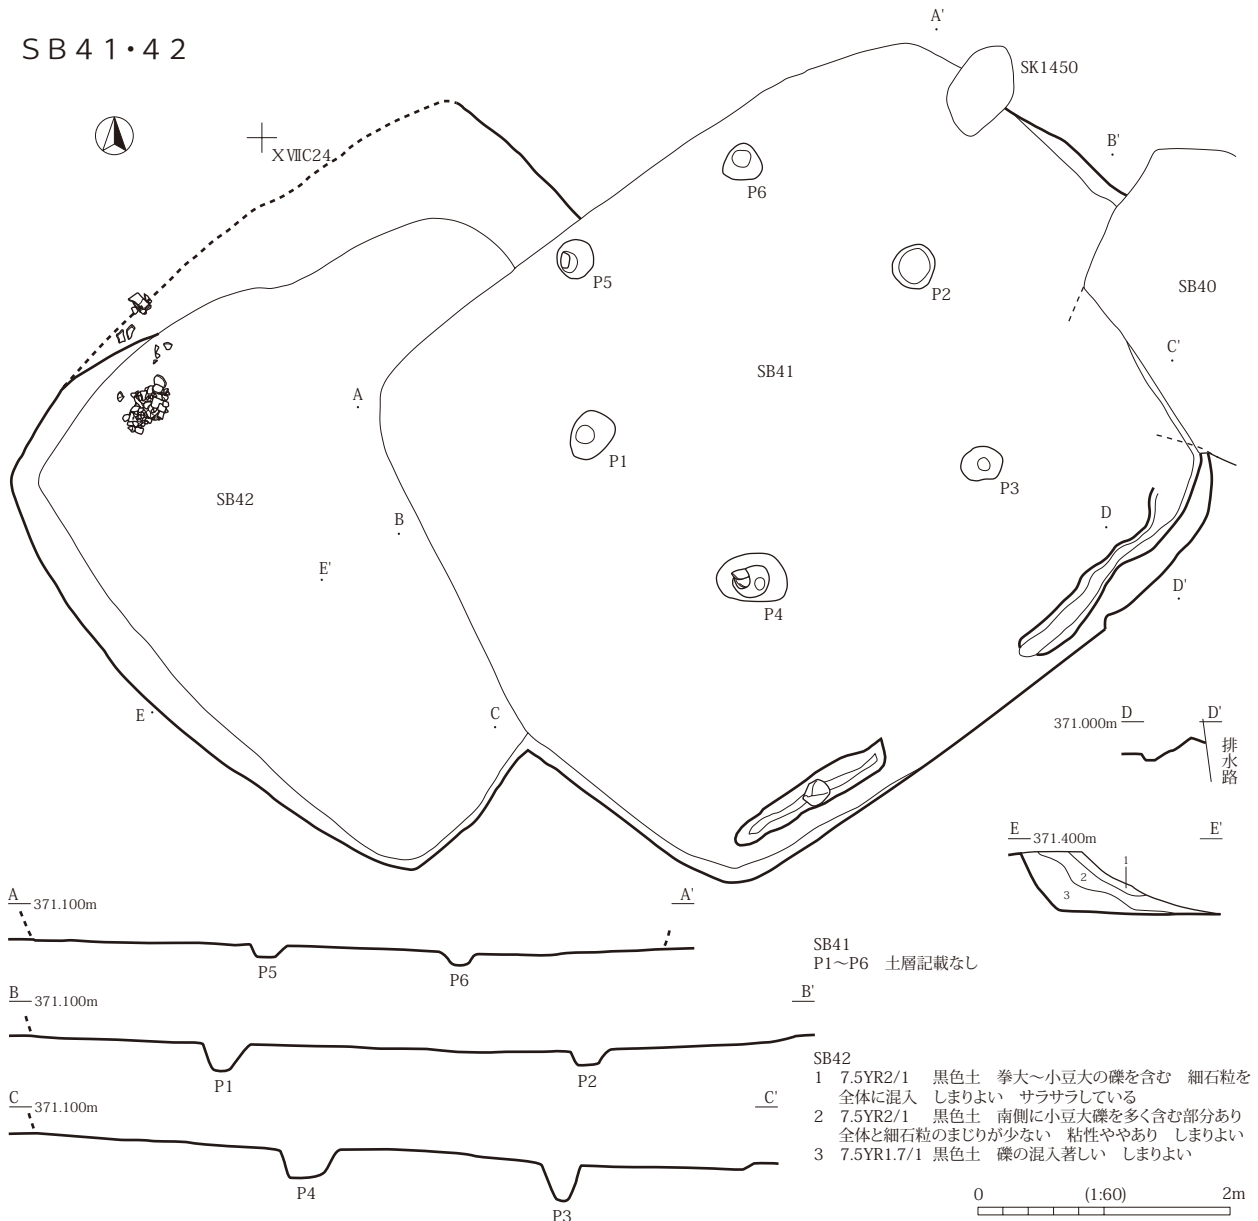 SB41・42
A'
SK1450
B'
XⅦC24
P6
P5
P2
SB40
C'
SB41
A
P1
P3
SB42
B
D
E'
D'
P4
E
C
371.000m D D'
排水路
E 371.400m E'
1
2
3
A 371.100m A'
P5 P6
SB41
P1～P6 土層記載なし
B 371.100m B'
P1 P2
C 371.100m C'
P4 P3
SB42
1 7.5YR2/1 黒色土 拳大～小豆大の礫を含む 細石粒を
全体に混入 しまりよい サラサラしている
2 7.5YR2/1 黒色土 南側に小豆大礫を多く含む部分あり
全体と細石粒のまじりが少ない 粘性ややあり しまりよい
3 7.5YR1.7/1 黒色土 礫の混入著しい しまりよい
0 (1:60) 2m